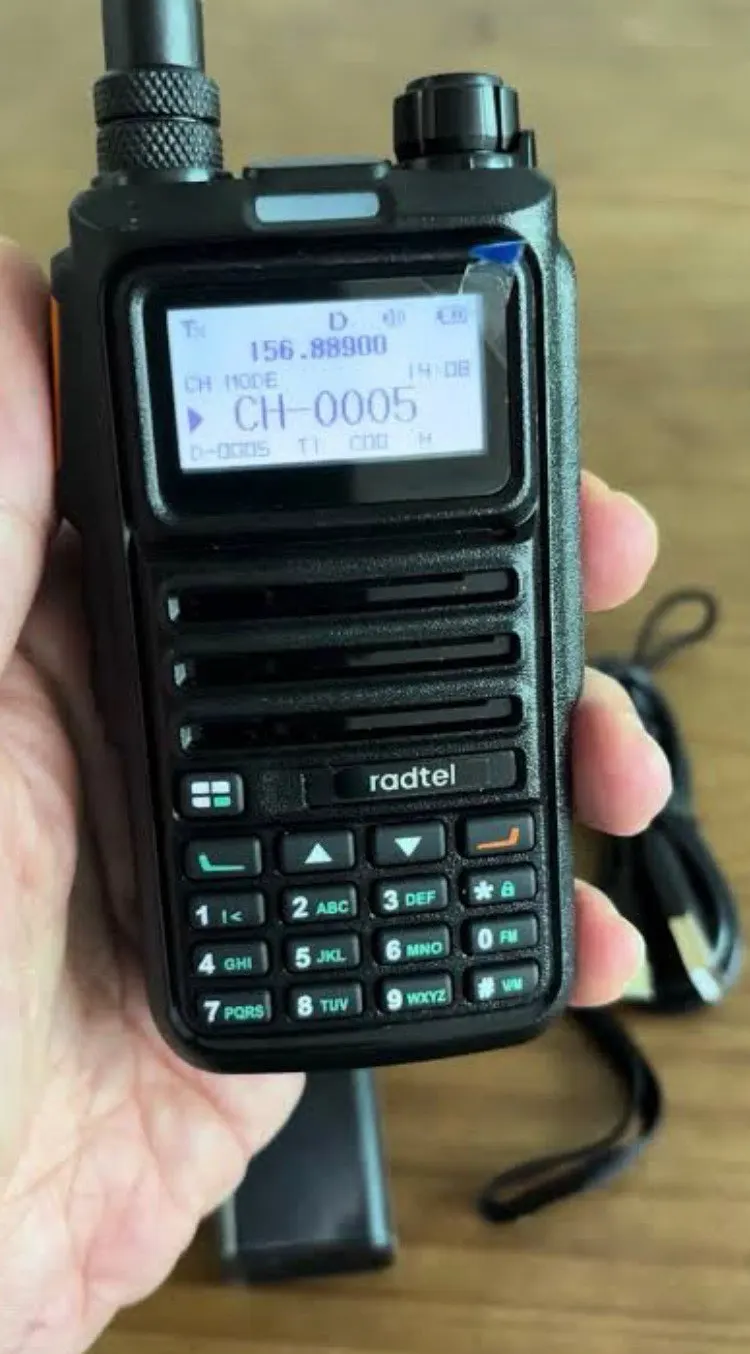 Tx D
156.88900
CH MODE 14:08
CH-0005
D-0005 T1 C00 H
radtel
1 2 ABC 3 DEF *
4 GHI 5 JKL 6 MNO 0 FM
7 PQRS 8 TUV 9 WXYZ # V/M